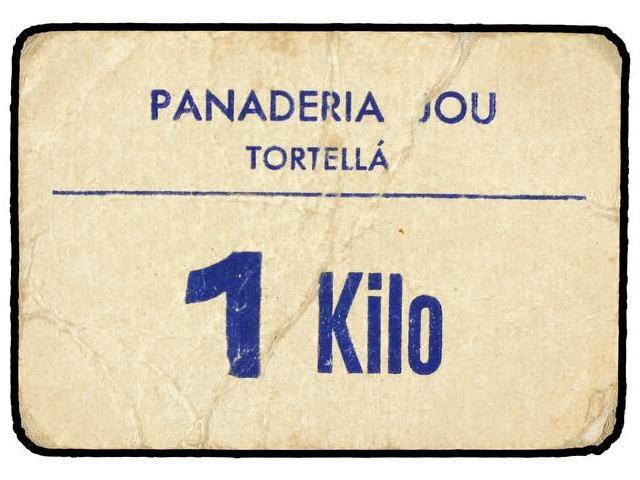 PANADERIA JOU
TORTELLÁ
1 Kilo